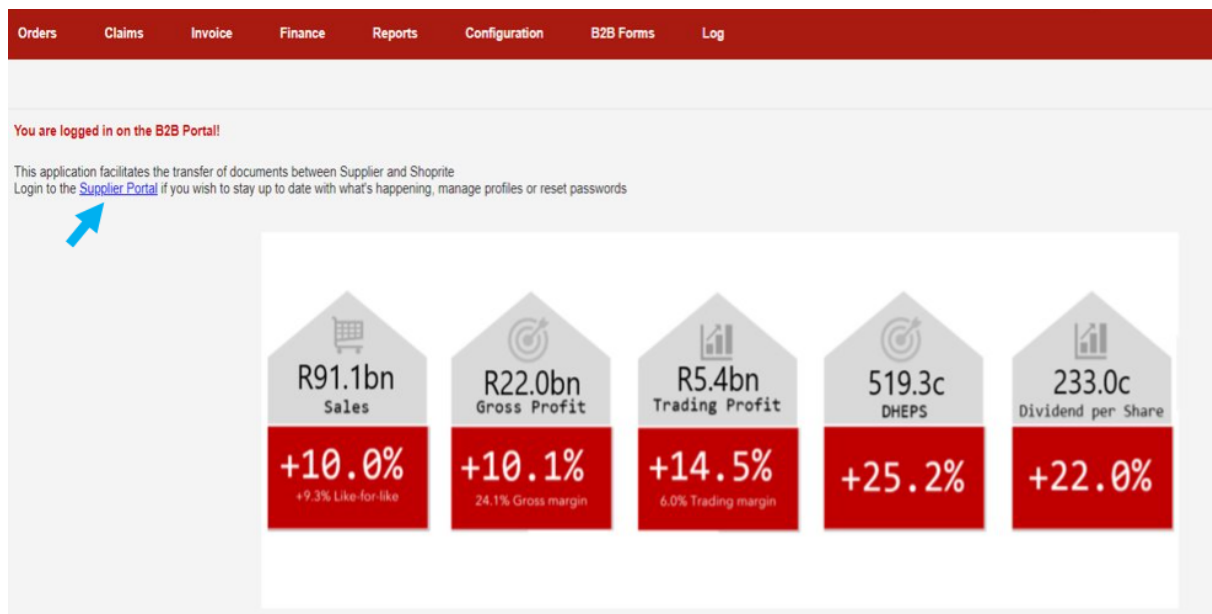 Orders Claims Invoice Finance Reports Configuration B2B Forms Log
You are logged in on the B2B Portal!
This application facilitates the transfer of documents between Supplier and Shoprite
Login to the Supplier Portal if you wish to stay up to date with what's happening, manage profiles or reset passwords
R91.1bn
Sales
+10.0%
+9.3% Like-for-like
R22.0bn
Gross Profit
+10.1%
24.1% Gross margin
R5.4bn
Trading Profit
+14.5%
6.0% Trading margin
519.3c
DHEPS
+25.2%
233.0c
Dividend per Share
+22.0%